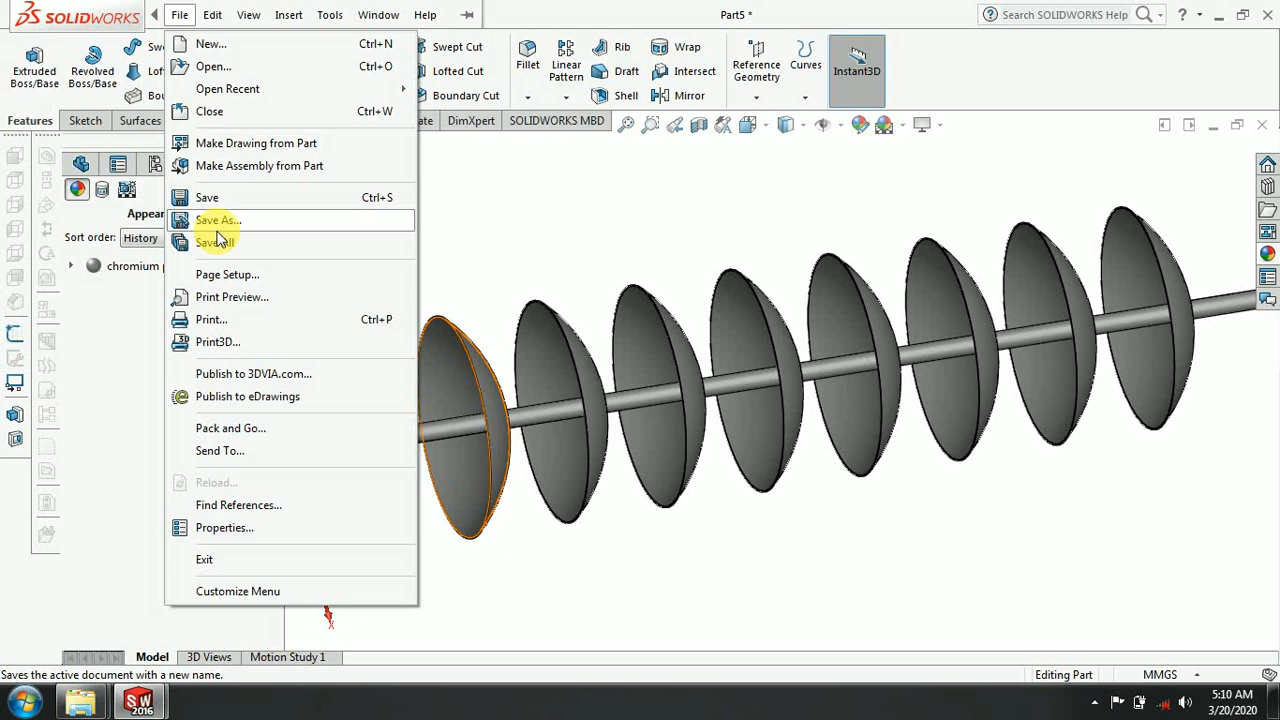 SOLIDWORKS File Edit View Insert Tools Window Help Part5 * Search SOLIDWORKS Help ?
Extruded
Boss/Base
Revolved
Boss/Base
Swept Cut
Lofted Cut
Boundary Cut
Fillet
Linear
Pattern
Rib
Draft
Shell
Wrap
Intersect
Mirror
Reference
Geometry
Curves
Instant3D
Features Sketch Surfaces DimXpert SOLIDWORKS MBD
Sort order: History
chromium
New... Ctrl+N
Open... Ctrl+O
Open Recent
Close Ctrl+W
Make Drawing from Part
Make Assembly from Part
Save Ctrl+S
Save As...
Save All
Page Setup...
Print Preview...
Print... Ctrl+P
Print3D...
Publish to 3DVIA.com...
Publish to eDrawings
Pack and Go...
Send To...
Reload...
Find References...
Properties...
Exit
Customize Menu
X
Model 3D Views Motion Study 1
Saves the active document with a new name. Editing Part MMGS
SW
2016
5:10 AM
3/20/2020